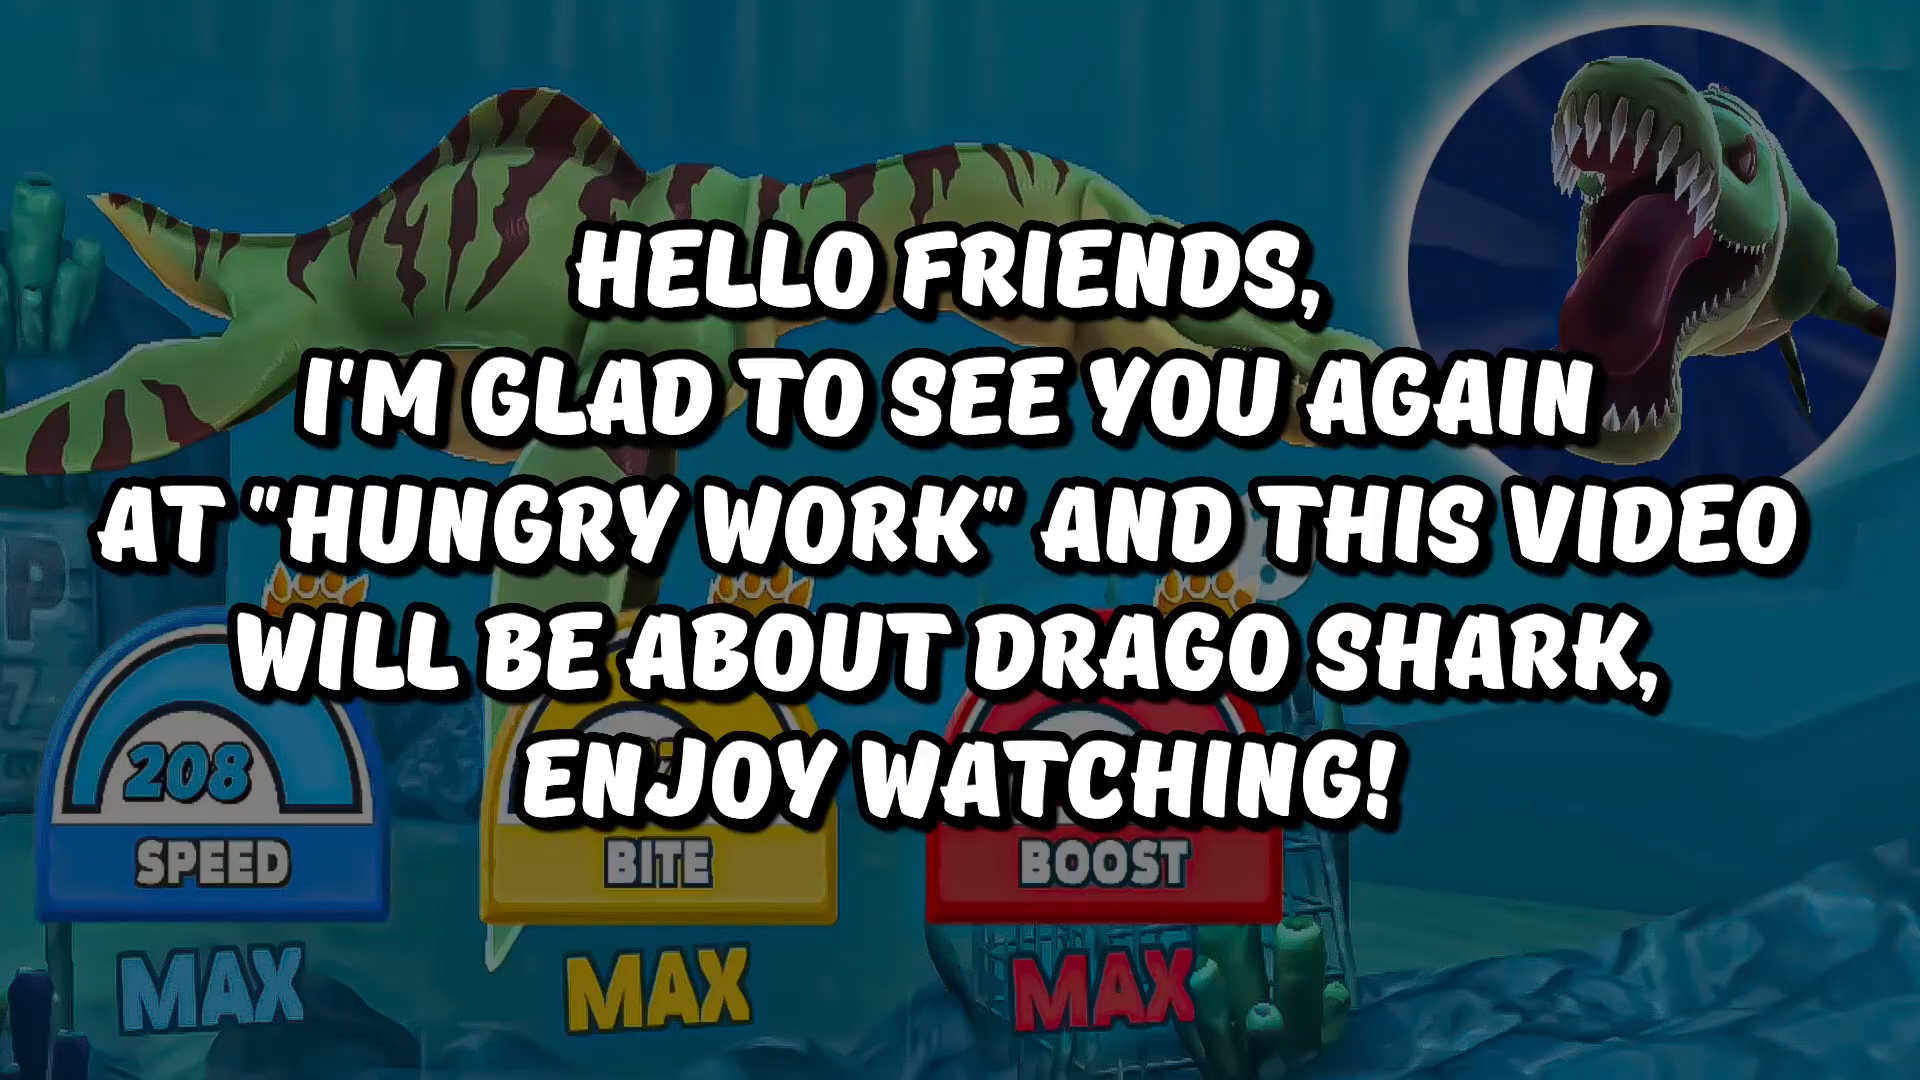 HELLO FRIENDS,
I'M GLAD TO SEE YOU AGAIN
AT "HUNGRY WORK" AND THIS VIDEO
WILL BE ABOUT DRAGO SHARK,
ENJOY WATCHING!
208
SPEED
BITE
BOOST
MAX
MAX
MAX